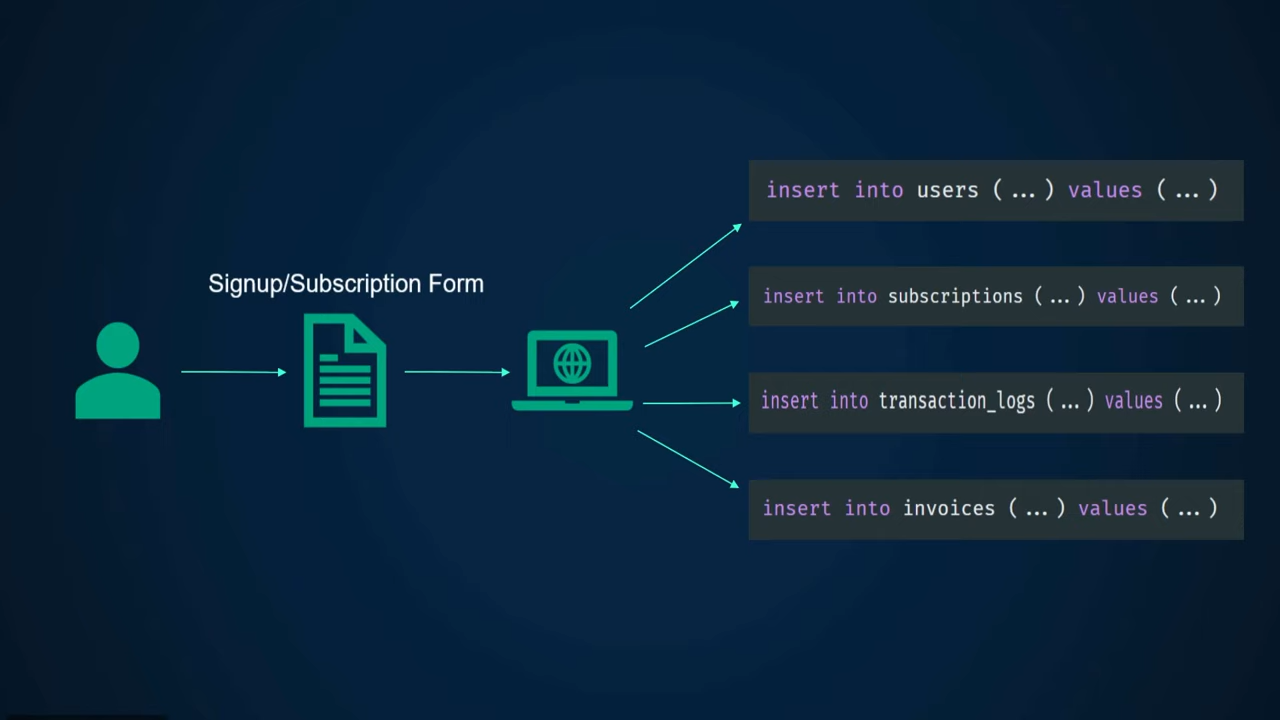 Signup/Subscription Form
insert into users (...) values (...)
insert into subscriptions (...) values (...)
insert into transaction_logs (...) values (...)
insert into invoices (...) values (...)